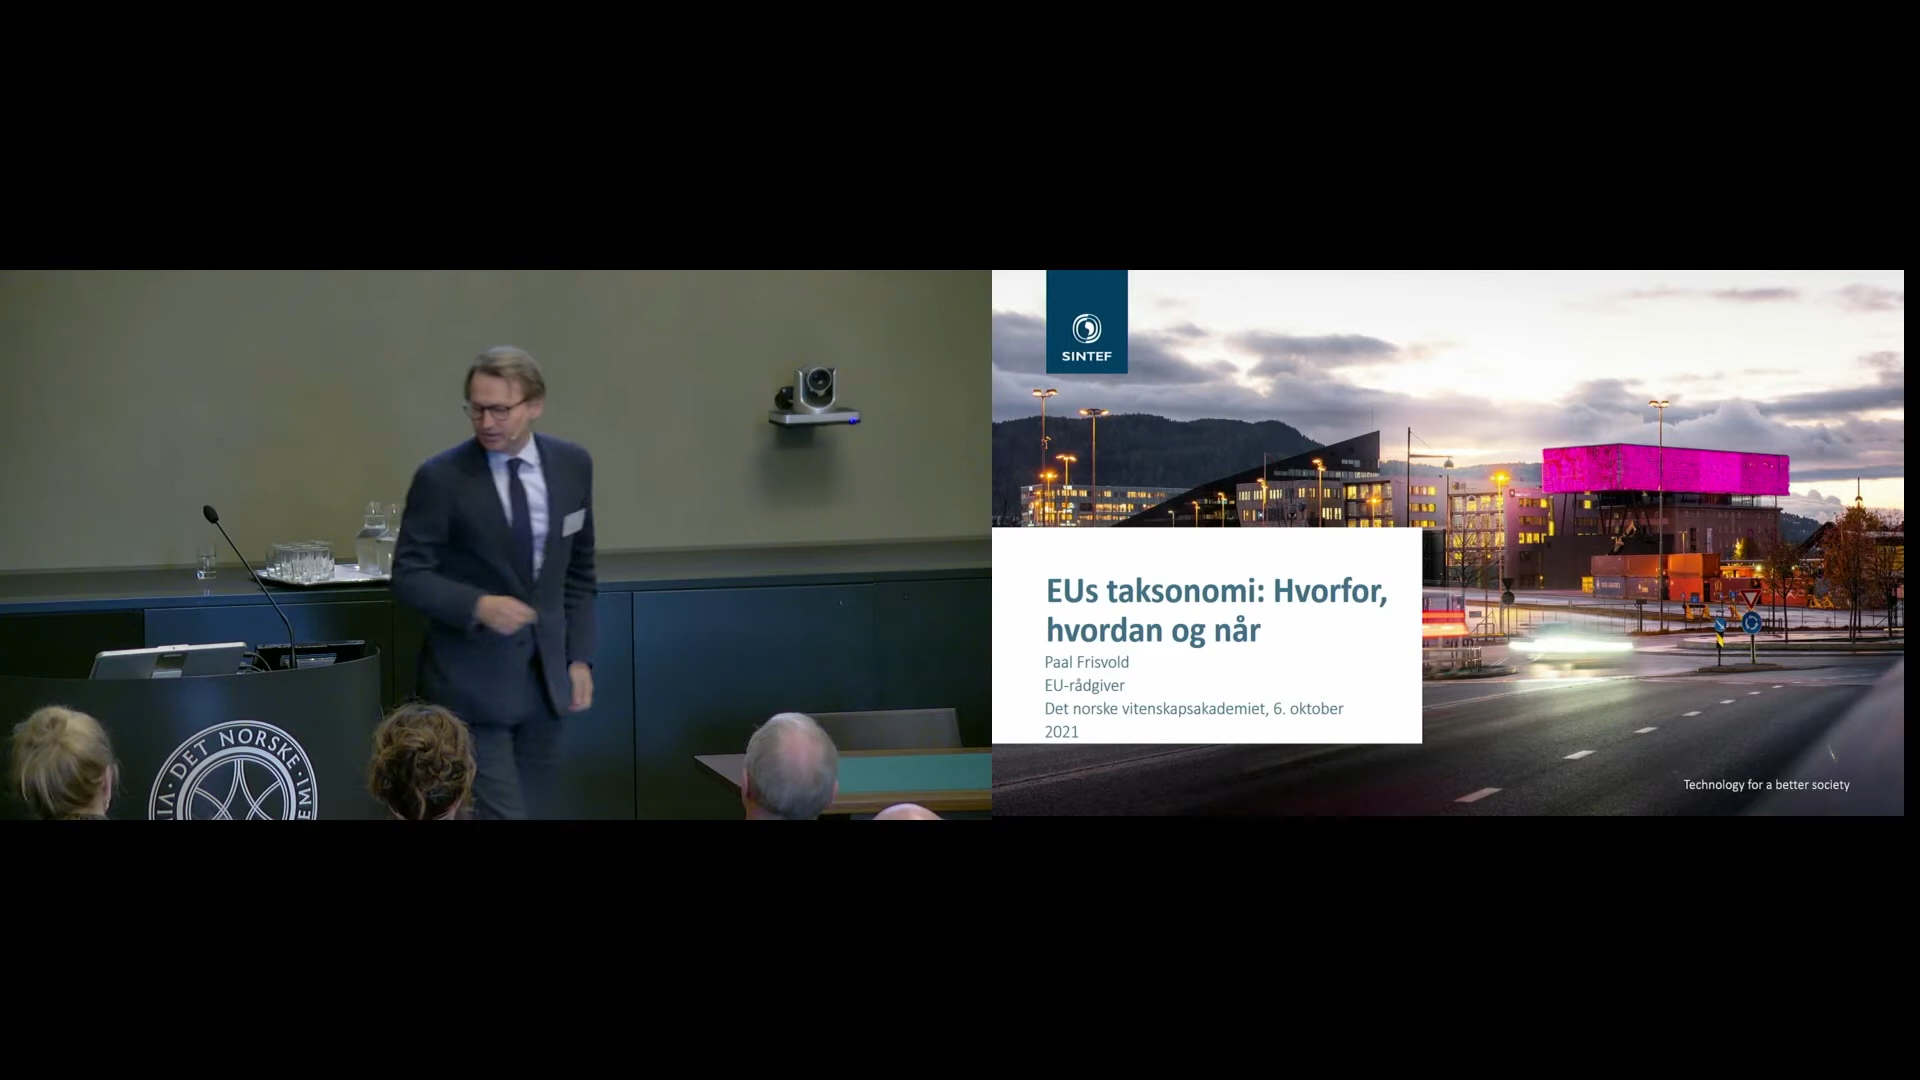 DET NORSKE
SINTEF
EUs taksonomi: Hvorfor,
hvordan og når
Paal Frisvold
EU-rådgiver
Det norske vitenskapsakademiet, 6. oktober
2021
Technology for a better society